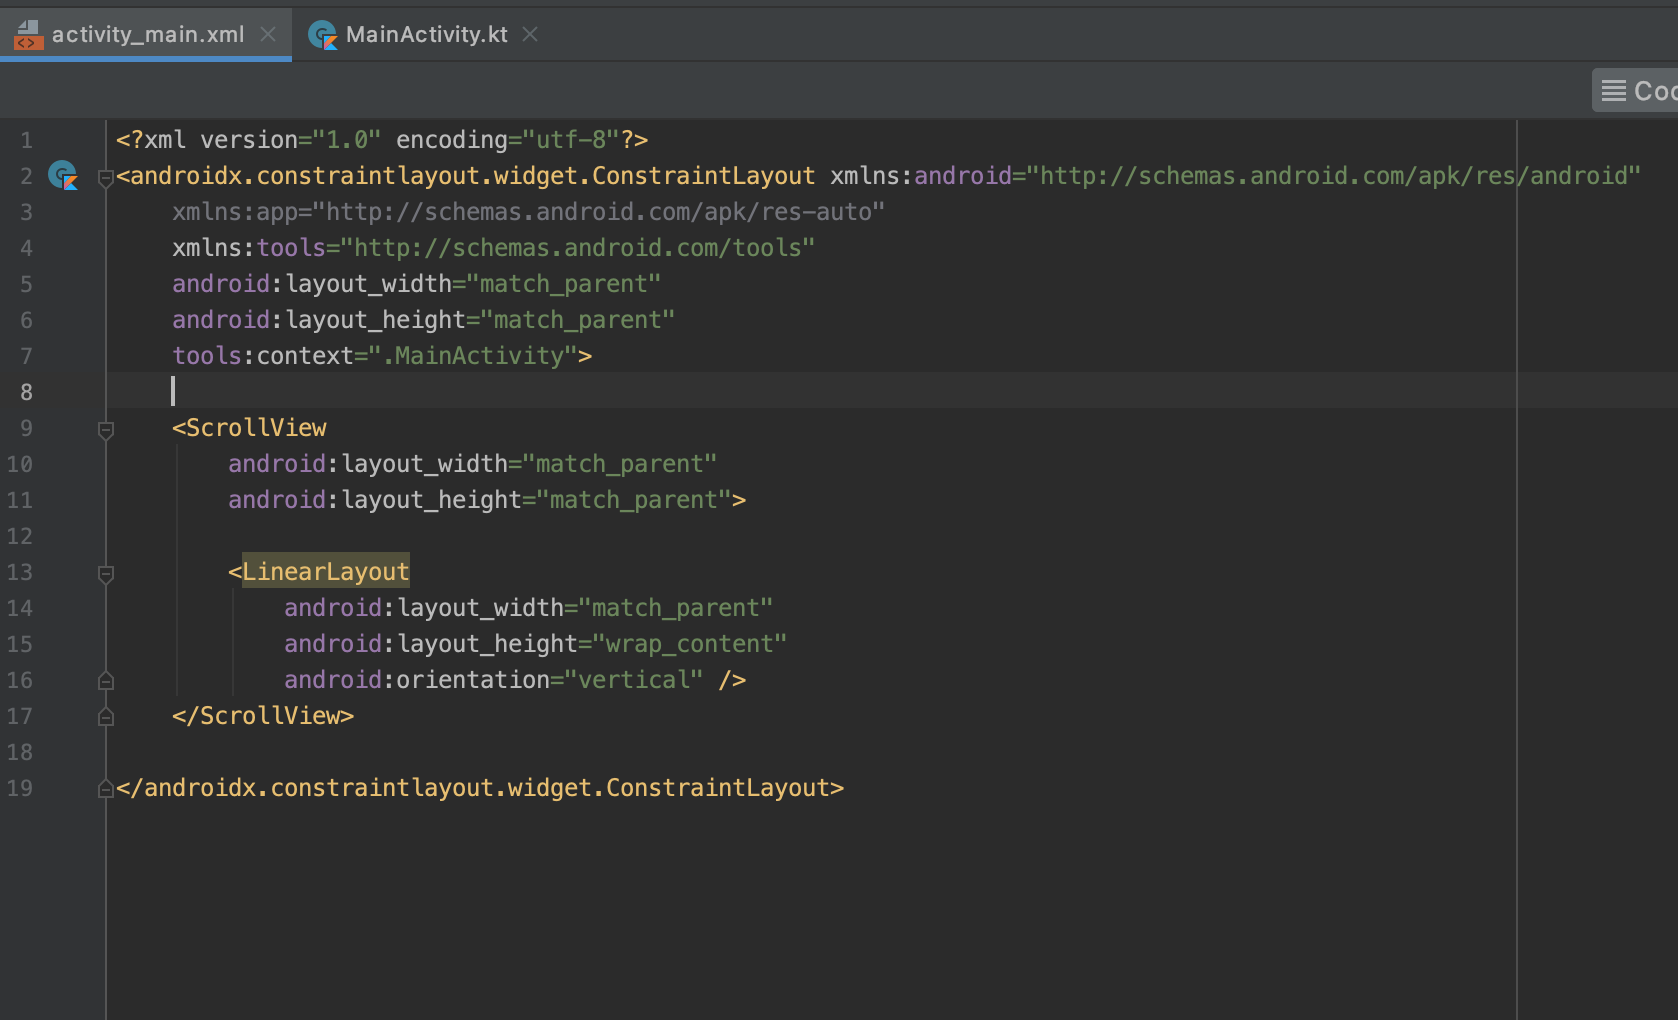 activity_main.xml MainActivity.kt
1 <?xml version="1.0" encoding="utf-8"?>
2 <androidx.constraintlayout.widget.ConstraintLayout xmlns:android="http://schemas.android.com/apk/res/android"
3 xmlns:app="http://schemas.android.com/apk/res-auto"
4 xmlns:tools="http://schemas.android.com/tools"
5 android:layout_width="match_parent"
6 android:layout_height="match_parent"
7 tools:context=".MainActivity">
8
9 <ScrollView
10 android:layout_width="match_parent"
11 android:layout_height="match_parent">
12
13 <LinearLayout
14 android:layout_width="match_parent"
15 android:layout_height="wrap_content"
16 android:orientation="vertical" />
17 </ScrollView>
18
19 </androidx.constraintlayout.widget.ConstraintLayout>